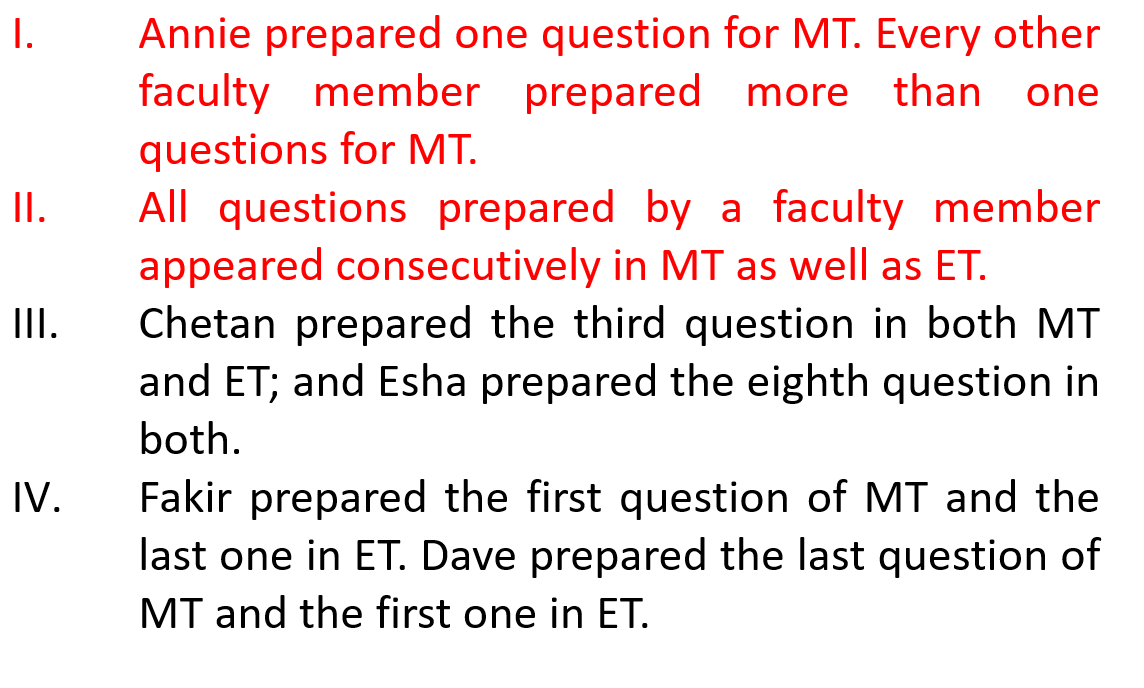 I. Annie prepared one question for MT. Every other
faculty member prepared more than one
questions for MT.
II. All questions prepared by a faculty member
appeared consecutively in MT as well as ET.
III. Chetan prepared the third question in both MT
and ET; and Esha prepared the eighth question in
both.
IV. Fakir prepared the first question of MT and the
last one in ET. Dave prepared the last question of
MT and the first one in ET.